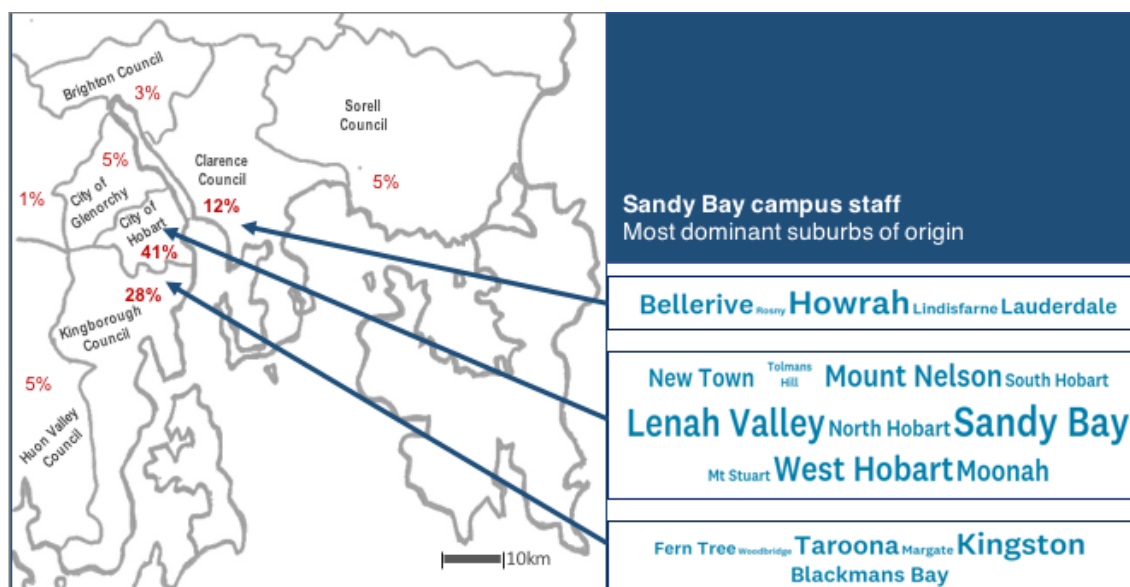 Brighton Council
3%
Sorell
Council
5%
Clarence
Council
12%
5%
City of
Glenorchy
1%
City of
Hobart
41%
28%
Kingborough
Council
5%
Huon Valley
Council
10km
Sandy Bay campus staff
Most dominant suburbs of origin
Bellerive Rosny Howrah Lindisfarne Lauderdale
New Town Tolmans Hill Mount Nelson South Hobart
Lenah Valley North Hobart Sandy Bay
Mt Stuart West Hobart Moonah
Fern Tree Woodbridge Taroona Margate Kingston
Blackmans Bay